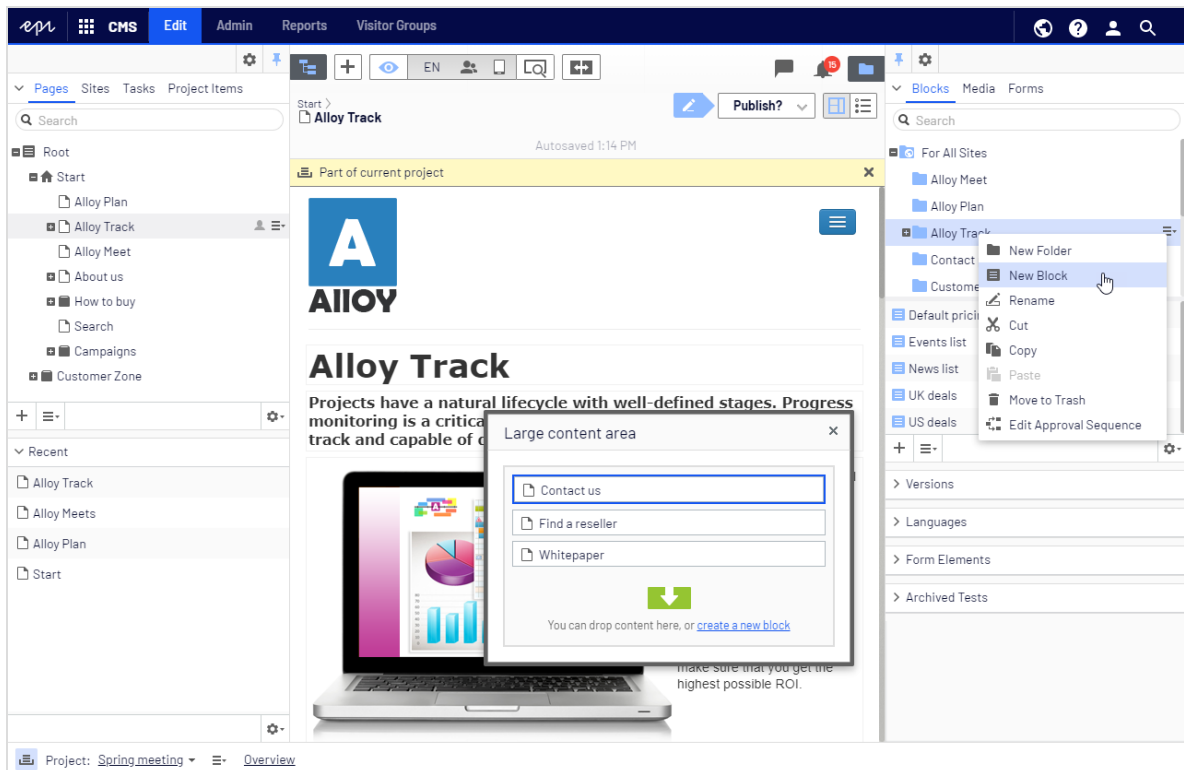 epi CMS Edit Admin Reports Visitor Groups
Pages Sites Tasks Project Items
Search
Root
Start
Alloy Plan
Alloy Track
Alloy Meet
About us
How to buy
Search
Campaigns
Customer Zone
Recent
Alloy Track
Alloy Meets
Alloy Plan
Start
EN
15
Start >
Alloy Track
Publish?
Autosaved 1:14 PM
Part of current project
A
AllOY
Alloy Track
Projects have a natural lifecycle with well-defined stages. Progress
monitoring is a critica
track and capable of d
Large content area
Contact us
Find a reseller
Whitepaper
You can drop content here, or create a new block
make sure that you get the
highest possible ROI.
Blocks Media Forms
Search
For All Sites
Alloy Meet
Alloy Plan
Alloy Track
Contact
Custome
Default prici
Events list
News list
UK deals
US deals
New Folder
New Block
Rename
Cut
Copy
Paste
Move to Trash
Edit Approval Sequence
Versions
Languages
Form Elements
Archived Tests
Project: Spring meeting Overview